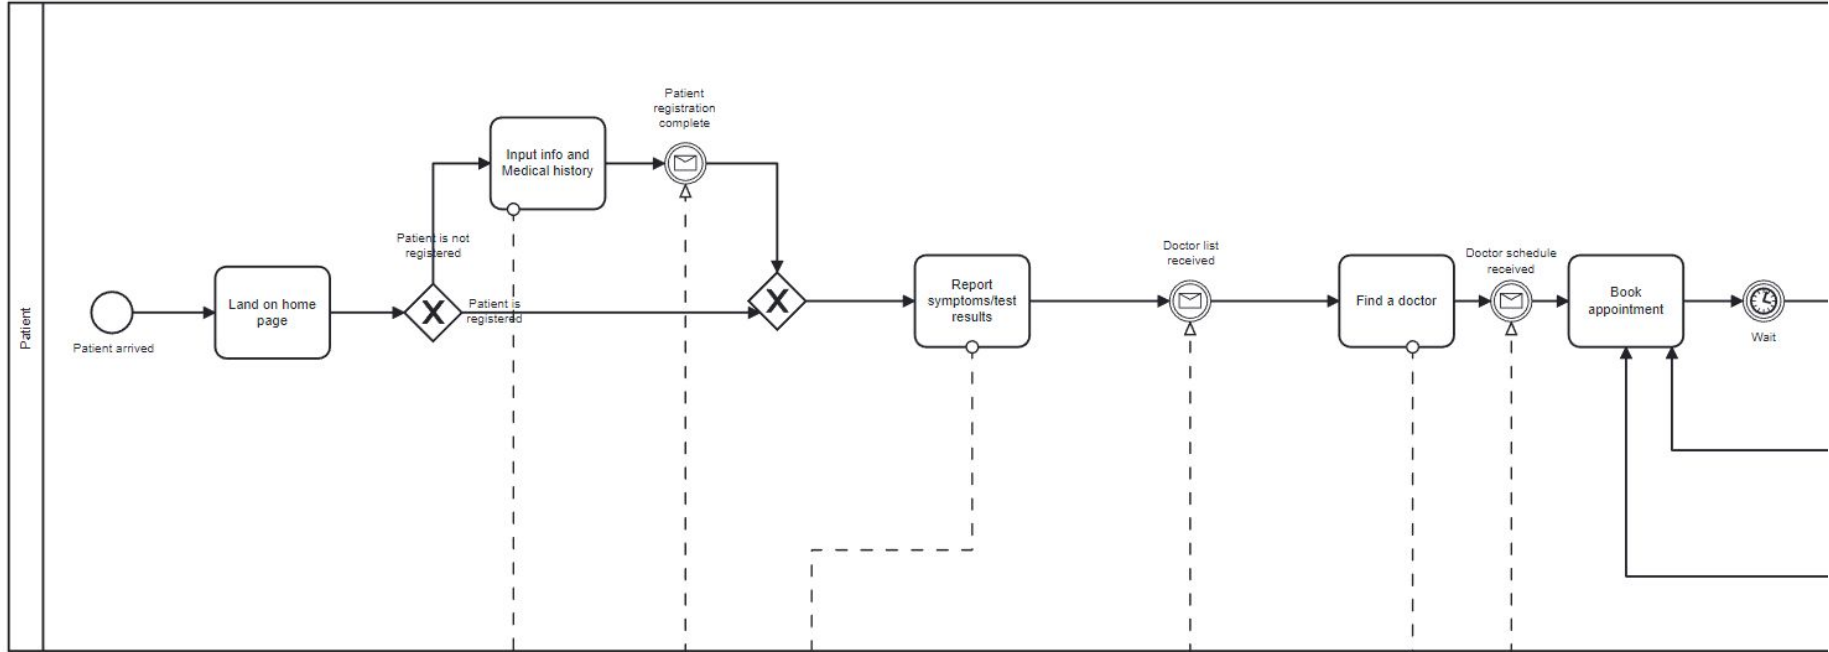 Patient
Patient arrived
Land on home
page
Patient is not
registered
Patient is
registered
Input info and
Medical history
Patient
registration
complete
X
X
Report
symptoms/test
results
Doctor list
received
Find a doctor
Doctor schedule
received
Book
appointment
Wait